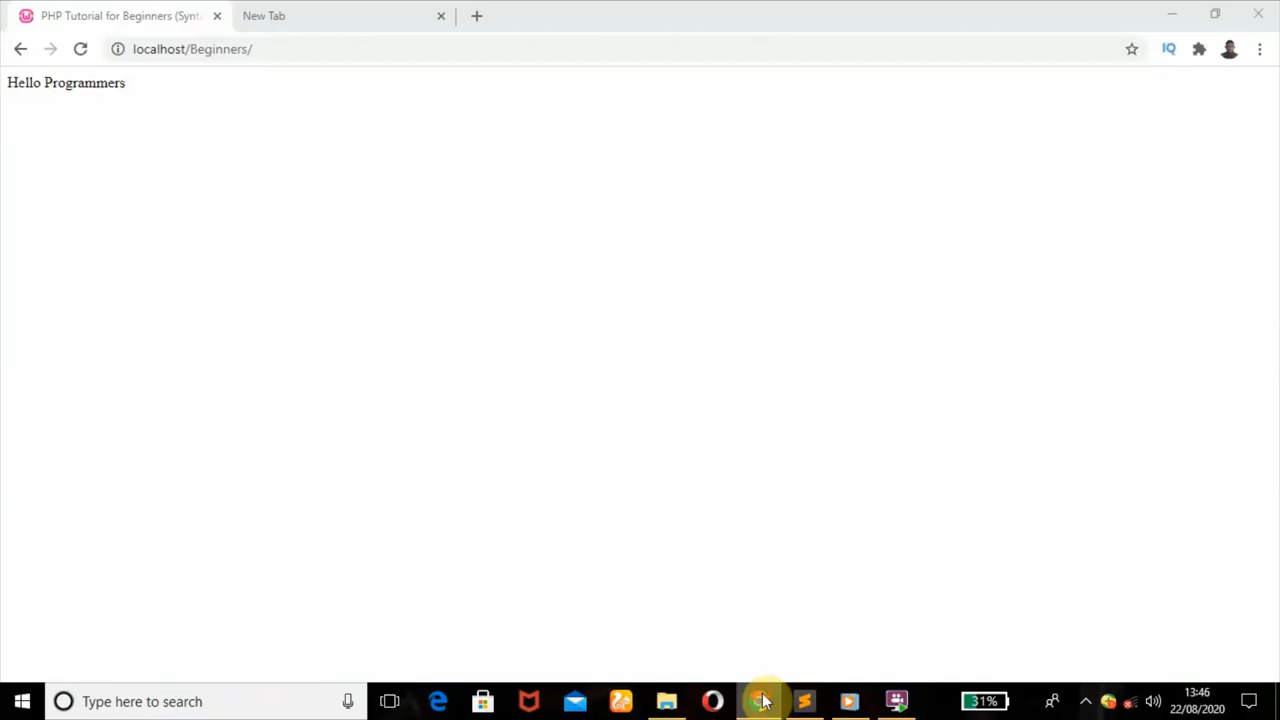 PHP Tutorial for Beginners (Synta
New Tab
localhost/Beginners/
IQ
Hello Programmers
Type here to search
31%
13:46
22/08/2020